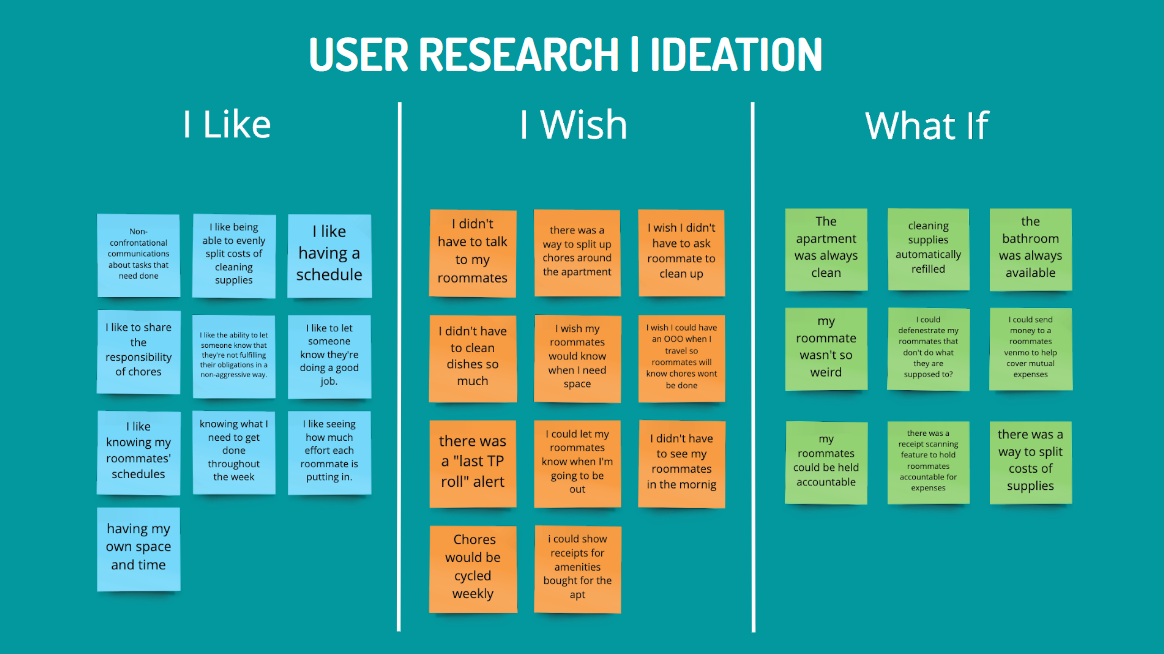 USER RESEARCH | IDEATION
I Like
Non-
confrontational
communications
about tasks that
need done
I like being
able to evenly
split costs of
cleaning
supplies
I like
having a
schedule
I like to share
the
responsibility
of chores
I like the ability to let
someone know that
they're not fulfilling
their obligations in a
non-aggressive way.
I like to let
someone
know they're
doing a good
job.
I like
knowing my
roommates'
schedules
knowing what I
need to get
done
throughout
the week
I like seeing
how much
effort each
roommate is
putting in.
having my
own space
and time
I Wish
I didn't
have to talk
to my
roommates
there was a
way to split up
chores around
the apartment
I wish I didn't
have to ask
roommate to
clean up
I didn't have
to clean
dishes so
much
I wish my
roommates
would know
when I need
space
I wish I could have
an OOO when I
travel so
roommates will
know chores wont
be done
there was
a "last TP
roll" alert
I could let my
roommates
know when I'm
going to be
out
I didn't have
to see my
roommates
in the mornig
Chores
would be
cycled
weekly
i could show
receipts for
amenities
bought for the
apt
What If
The
apartment
was always
clean
cleaning
supplies
automatically
refilled
the
bathroom
was always
available
my
roommate
wasn't so
weird
I could
defenestrate my
roommates that
don't do what
they are
supposed to?
I could send
money to a
roommates
venmo to help
cover mutual
expenses
my
roommates
could be held
accountable
there was a
receipt scanning
feature to hold
roommates
accountable for
expenses
there was a
way to split
costs of
supplies